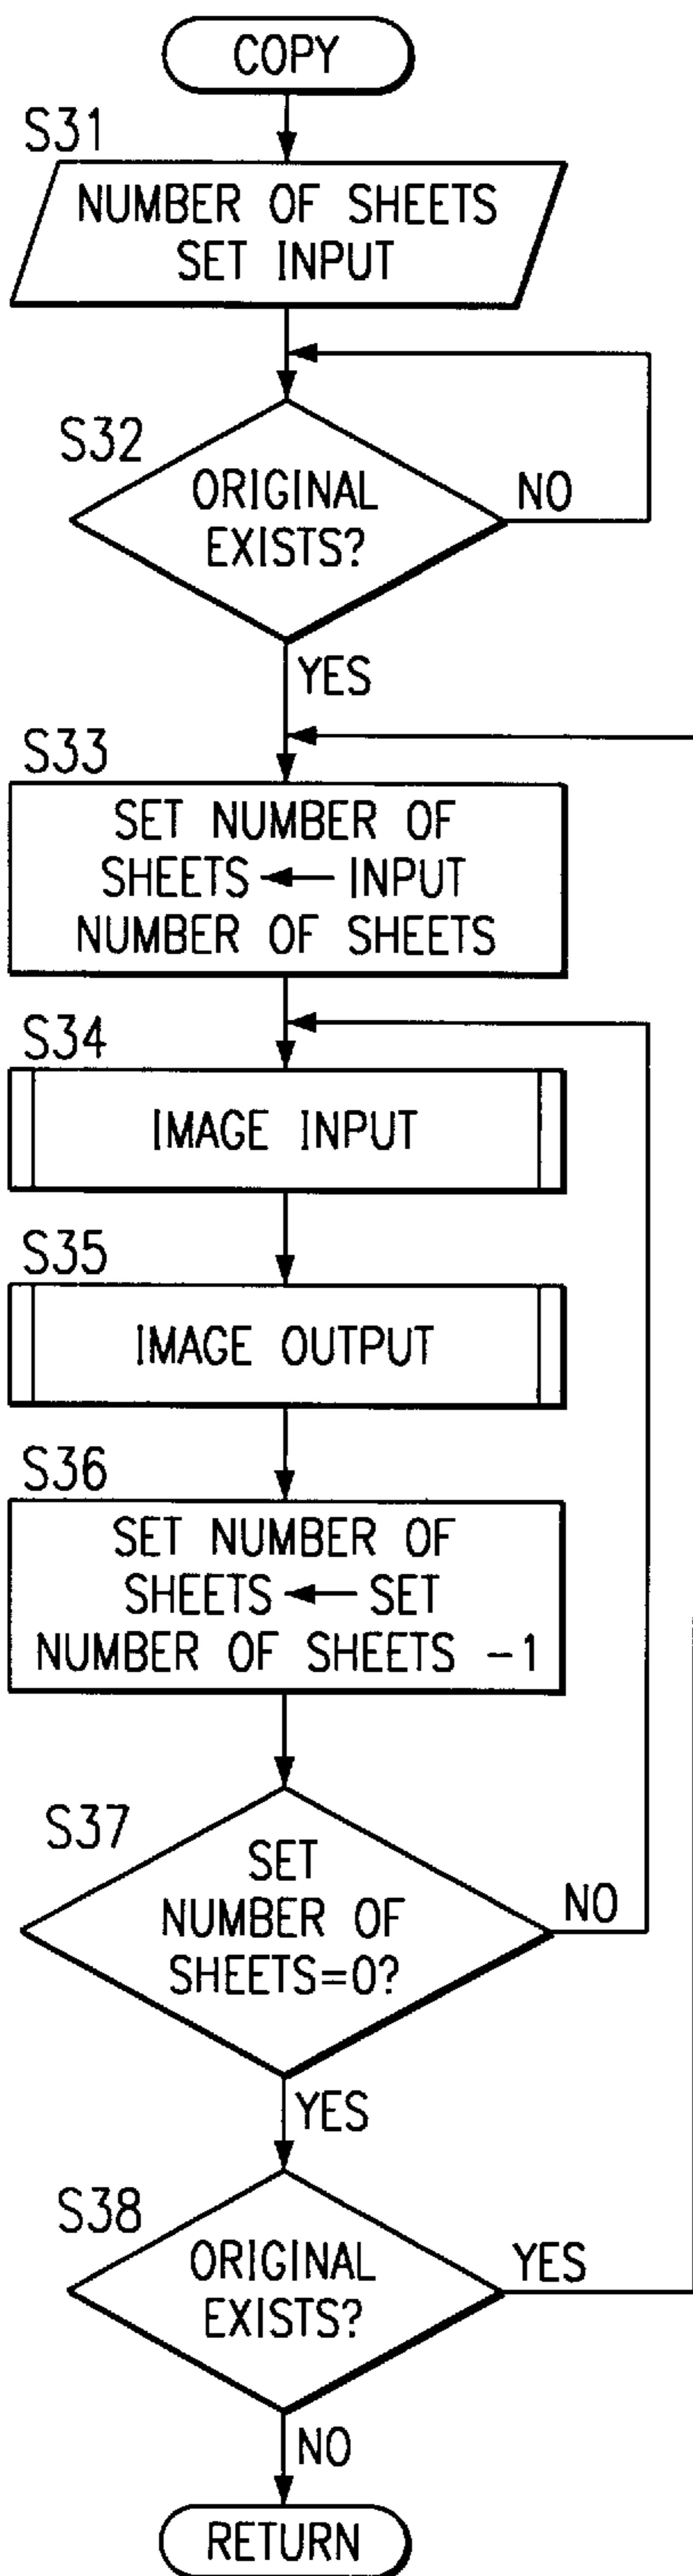 COPY
S31
NUMBER OF SHEETS
SET INPUT
S32
ORIGINAL
EXISTS?
NO
YES
S33
SET NUMBER OF
SHEETS ← INPUT
NUMBER OF SHEETS
S34
IMAGE INPUT
S35
IMAGE OUTPUT
S36
SET NUMBER OF
SHEETS ← SET
NUMBER OF SHEETS -1
S37
SET
NUMBER OF
SHEETS=0?
NO
YES
S38
ORIGINAL
EXISTS?
YES
NO
RETURN